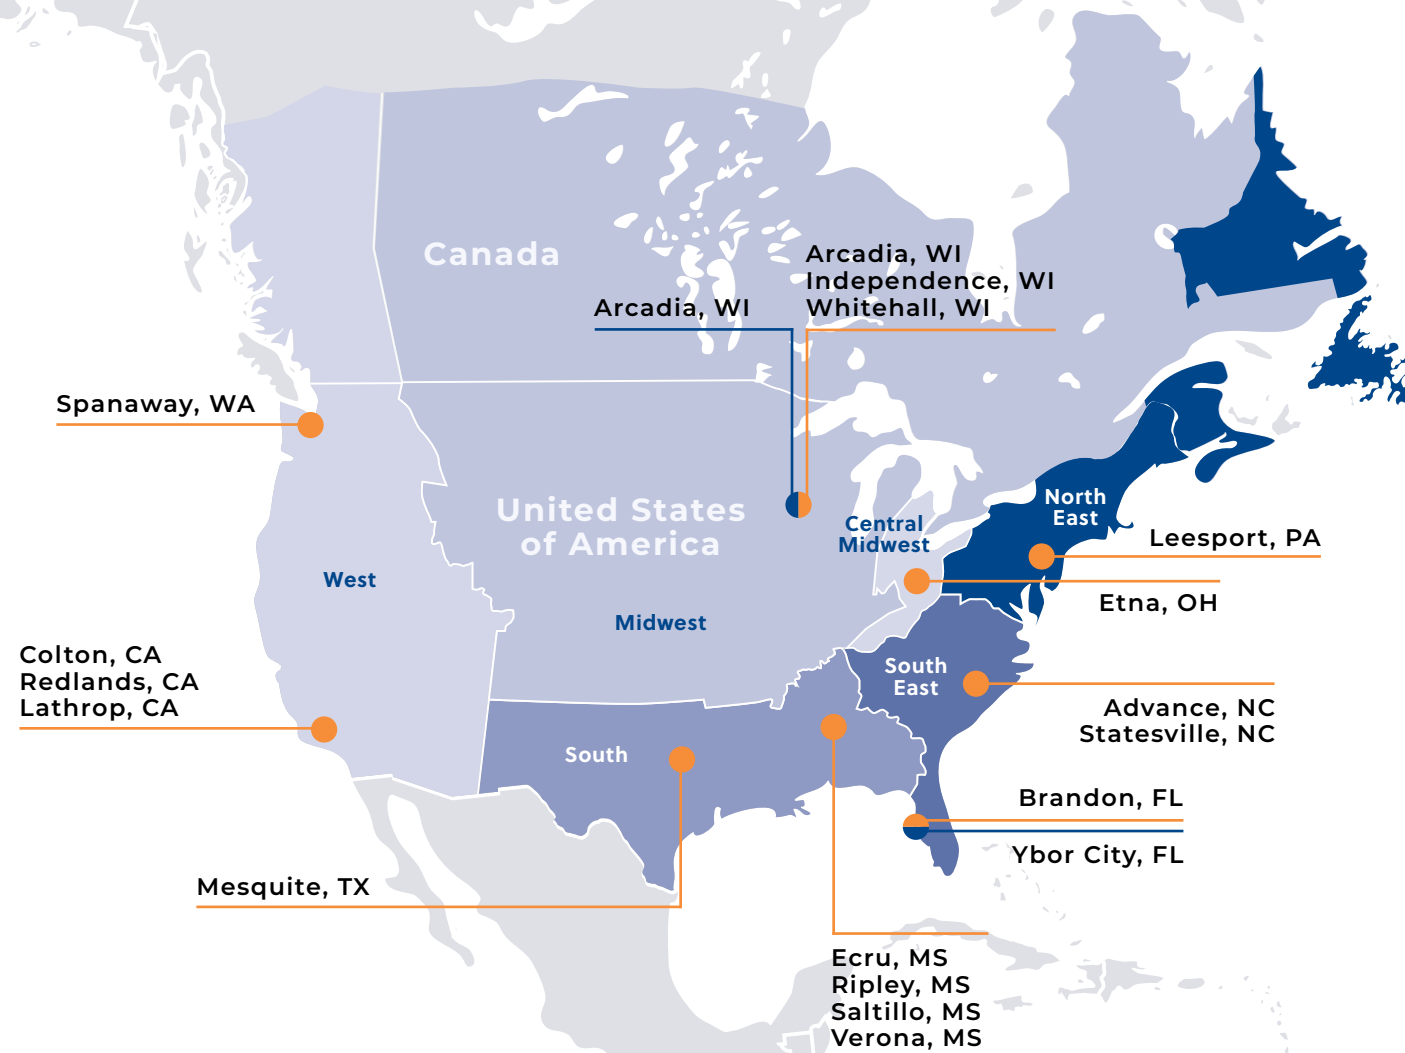 Canada
Arcadia, WI
Independence, WI
Whitehall, WI
Arcadia, WI
Spanaway, WA
United States
of America
North
East
Central
Midwest
Leesport, PA
West
Etna, OH
Midwest
Colton, CA
Redlands, CA
Lathrop, CA
South
East
Advance, NC
Statesville, NC
South
Brandon, FL
Ybor City, FL
Mesquite, TX
Ecru, MS
Ripley, MS
Saltillo, MS
Verona, MS